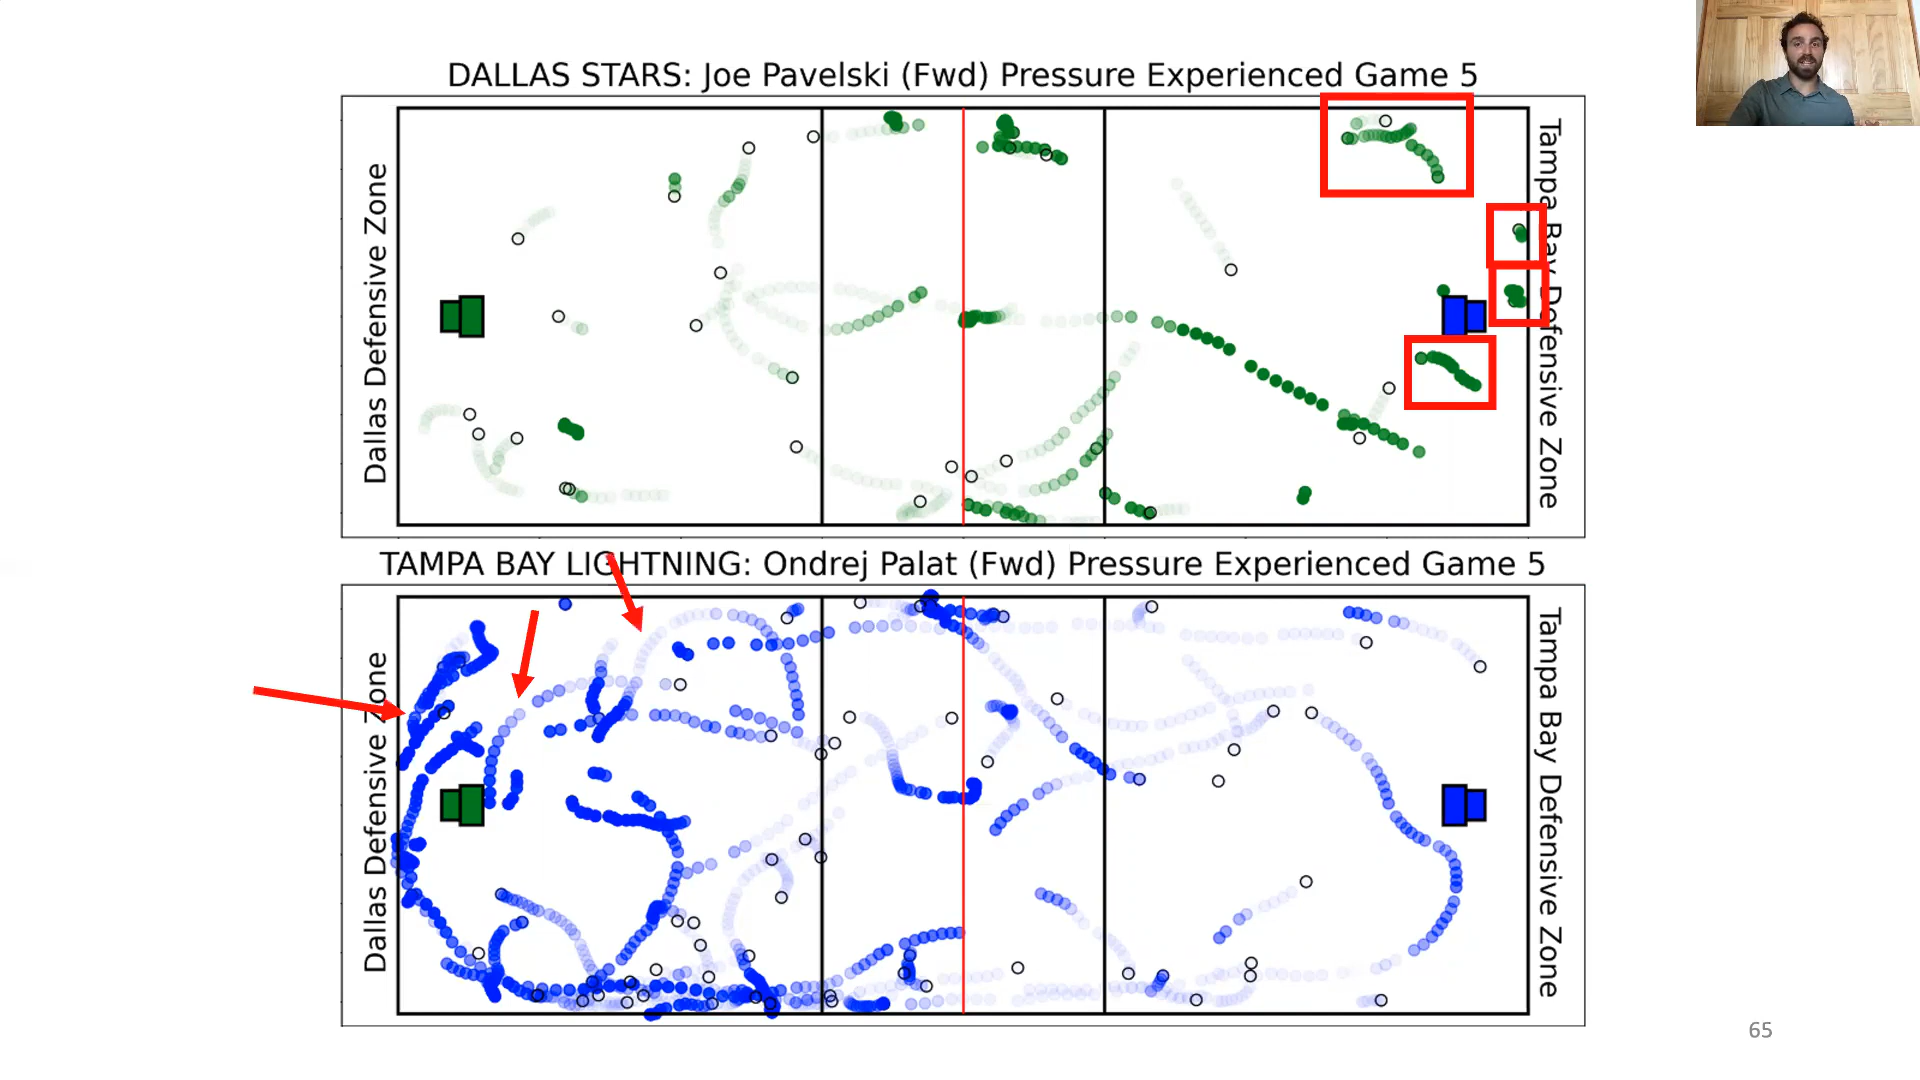 DALLAS STARS: Joe Pavelski (Fwd) Pressure Experienced Game 5
Dallas Defensive Zone
Tampa Bay Defensive Zone
TAMPA BAY LIGHTNING: Ondrej Palat (Fwd) Pressure Experienced Game 5
Dallas Defensive Zone
Tampa Bay Defensive Zone
65